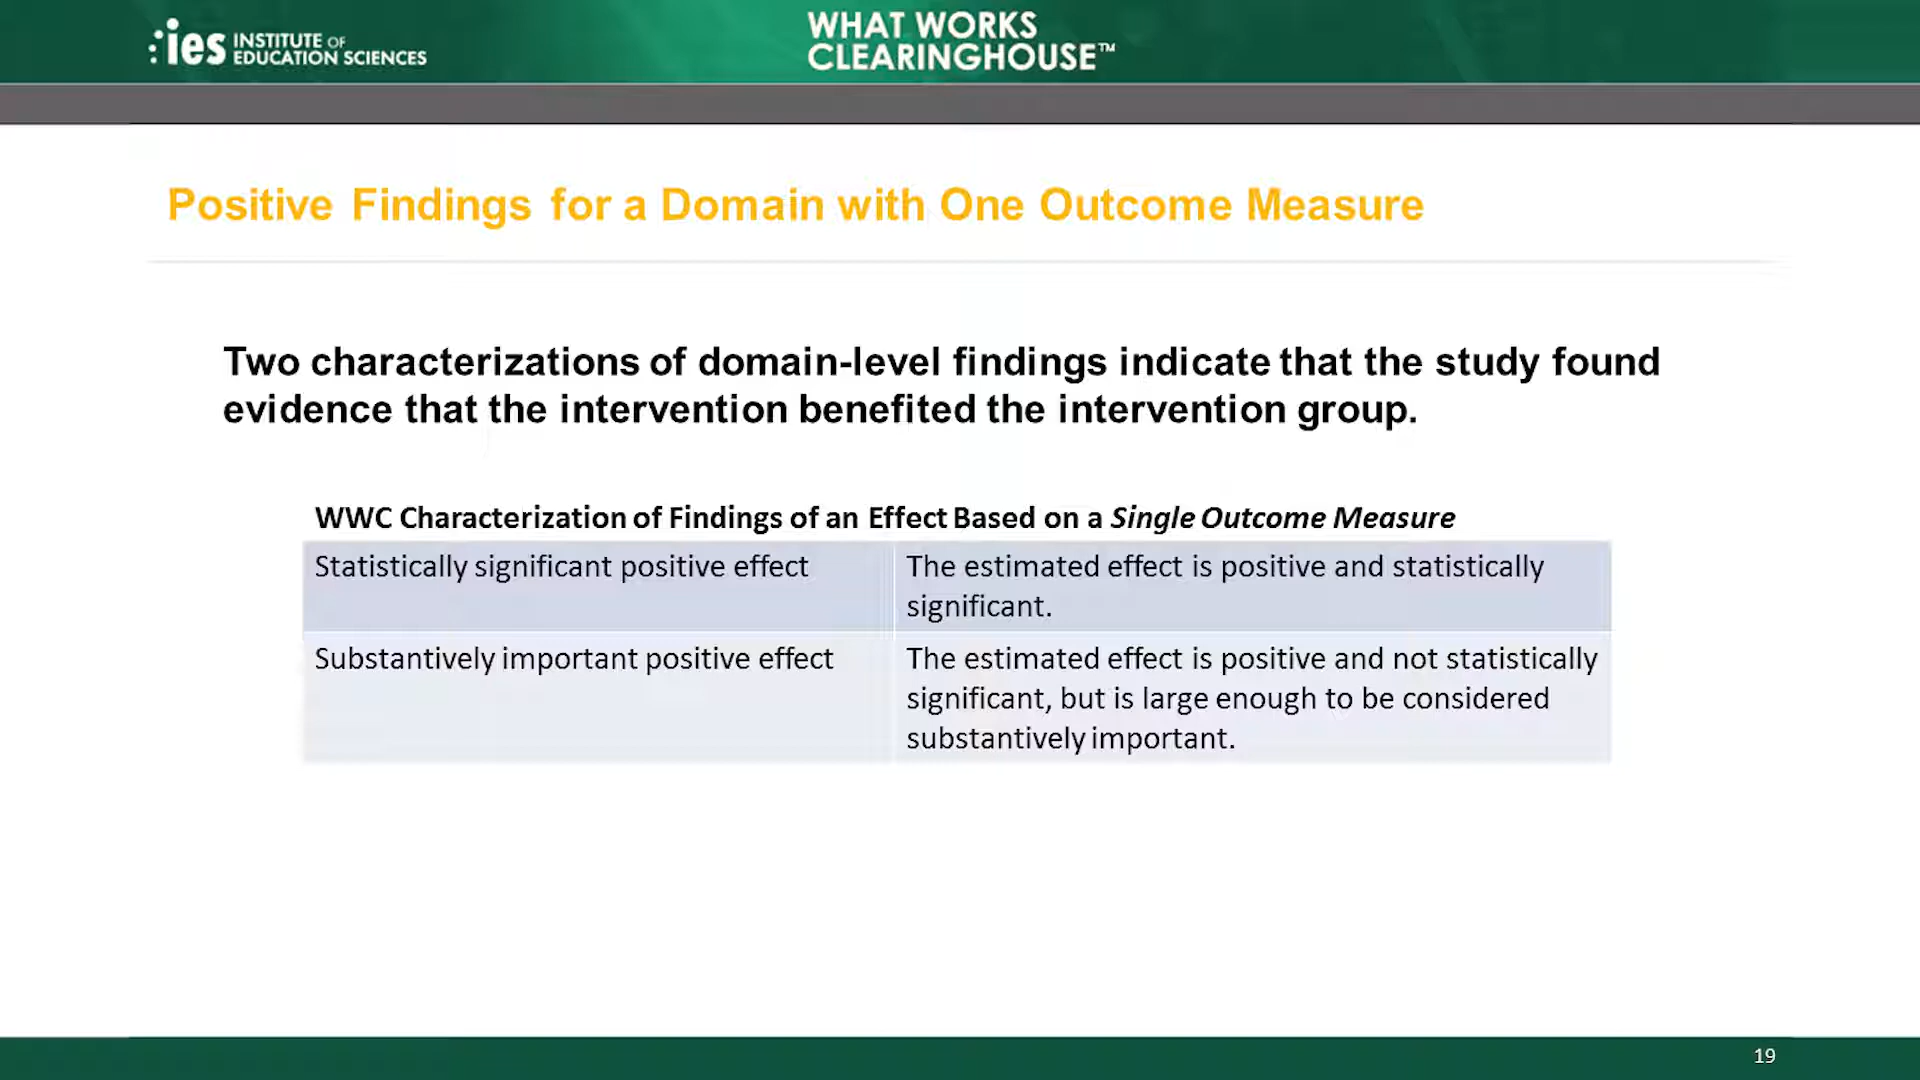 ies INSTITUTE OF
EDUCATION SCIENCES
WHAT WORKS
CLEARINGHOUSE™
Positive Findings for a Domain with One Outcome Measure
Two characterizations of domain-level findings indicate that the study found
evidence that the intervention benefited the intervention group.
WWC Characterization of Findings of an Effect Based on a Single Outcome Measure
Statistically significant positive effect
The estimated effect is positive and statistically
significant.
Substantively important positive effect
The estimated effect is positive and not statistically
significant, but is large enough to be considered
substantively important.
19